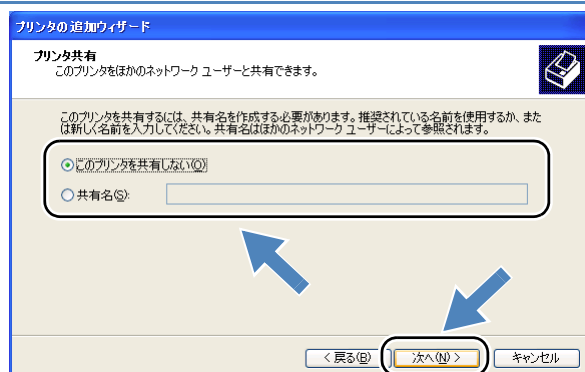 プリンタの追加ウィザード
プリンタ共有
このプリンタをほかのネットワーク ユーザーと共有できます。
このプリンタを共有するには、共有名を作成する必要があります。推奨されている名前を使用するか、また
は新しく名前を入力してください。共有名はほかのネットワーク ユーザーによって参照されます。
このプリンタを共有しない(O)
共有名(S):
< 戻る(B)
次へ(N) >
キャンセル